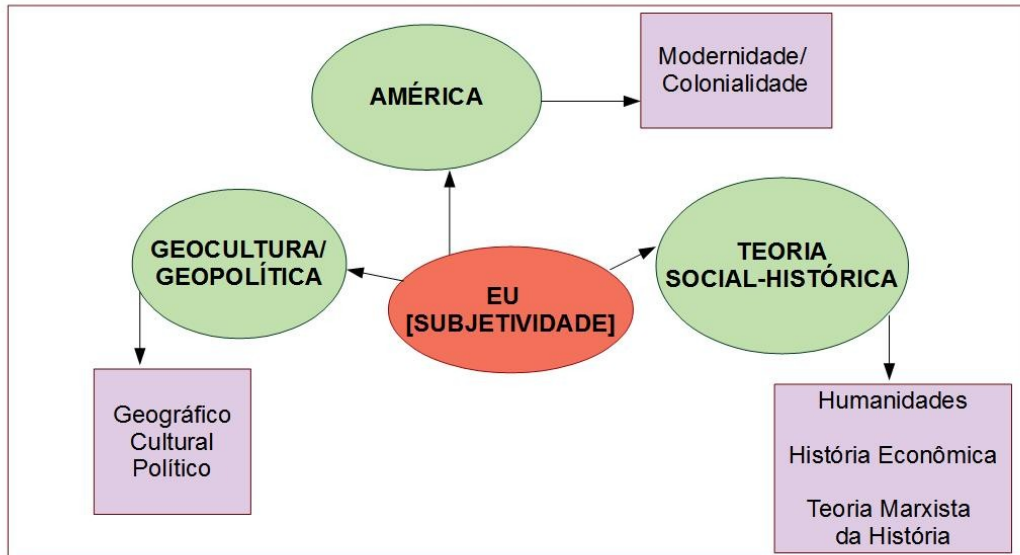 AMÉRICA
Modernidade/
Colonialidade
GEOCULTURA/
GEOPOLÍTICA
EU
[SUBJETIVIDADE]
TEORIA
SOCIAL-HISTÓRICA
Geográfico
Cultural
Político
Humanidades
História Econômica
Teoria Marxista
da História